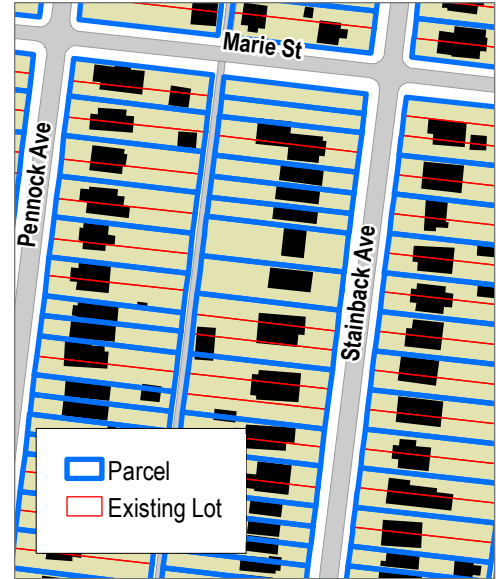 Marie St
Pennock Ave
Stainback Ave
Parcel
Existing Lot